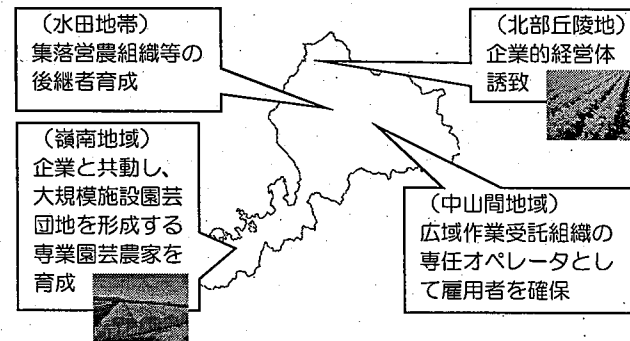 （水田地帯）
集落営農組織等の
後継者育成
（北部丘陵地）
企業的経営体
誘致
（嶺南地域）
企業と共動し、
大規模施設園芸
団地を形成する
専業園芸農家を
育成
（中山間地域）
広域作業受託組織の
専任オペレータとし
て雇用者を確保